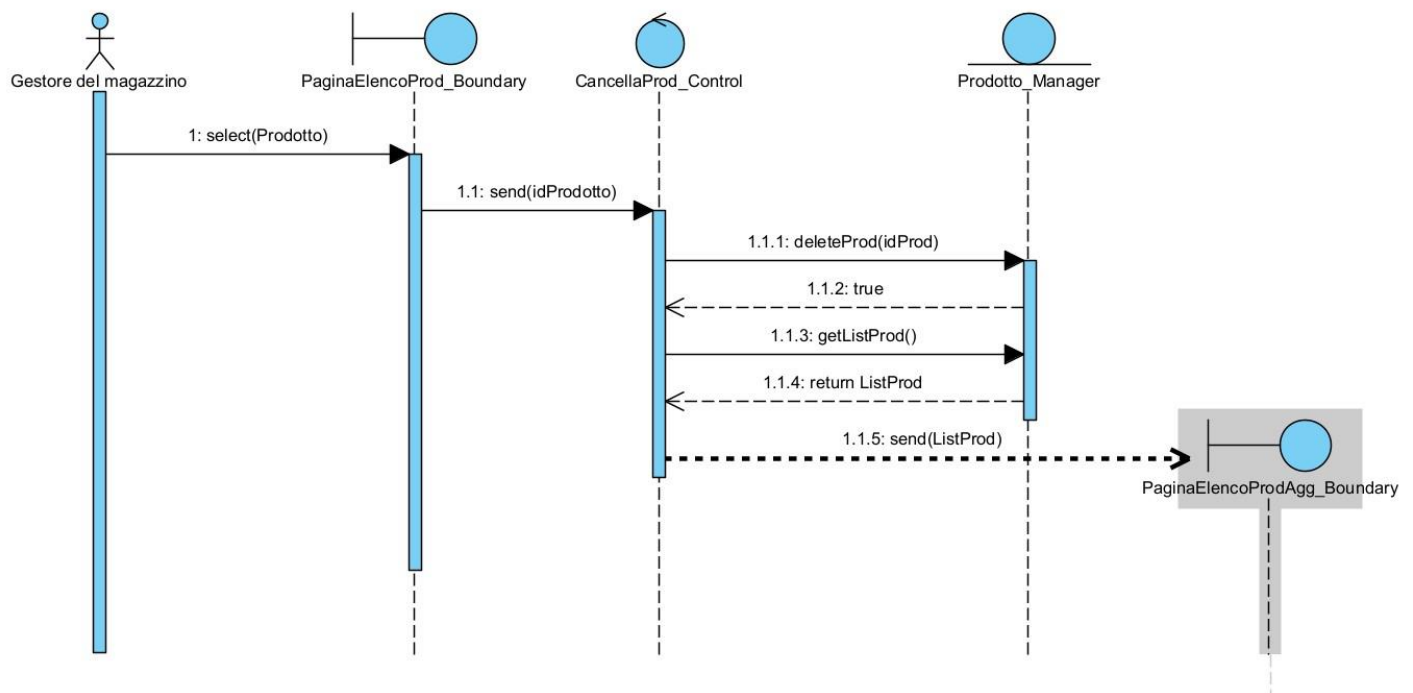 Gestore del magazzino
PaginaElencoProd_Boundary
CancellaProd_Control
Prodotto_Manager
1: select(Prodotto)
1.1: send(idProdotto)
1.1.1: deleteProd(idProd)
1.1.2: true
1.1.3: getListProd()
1.1.4: return ListProd
1.1.5: send(ListProd)
PaginaElencoProdAgg_Boundary